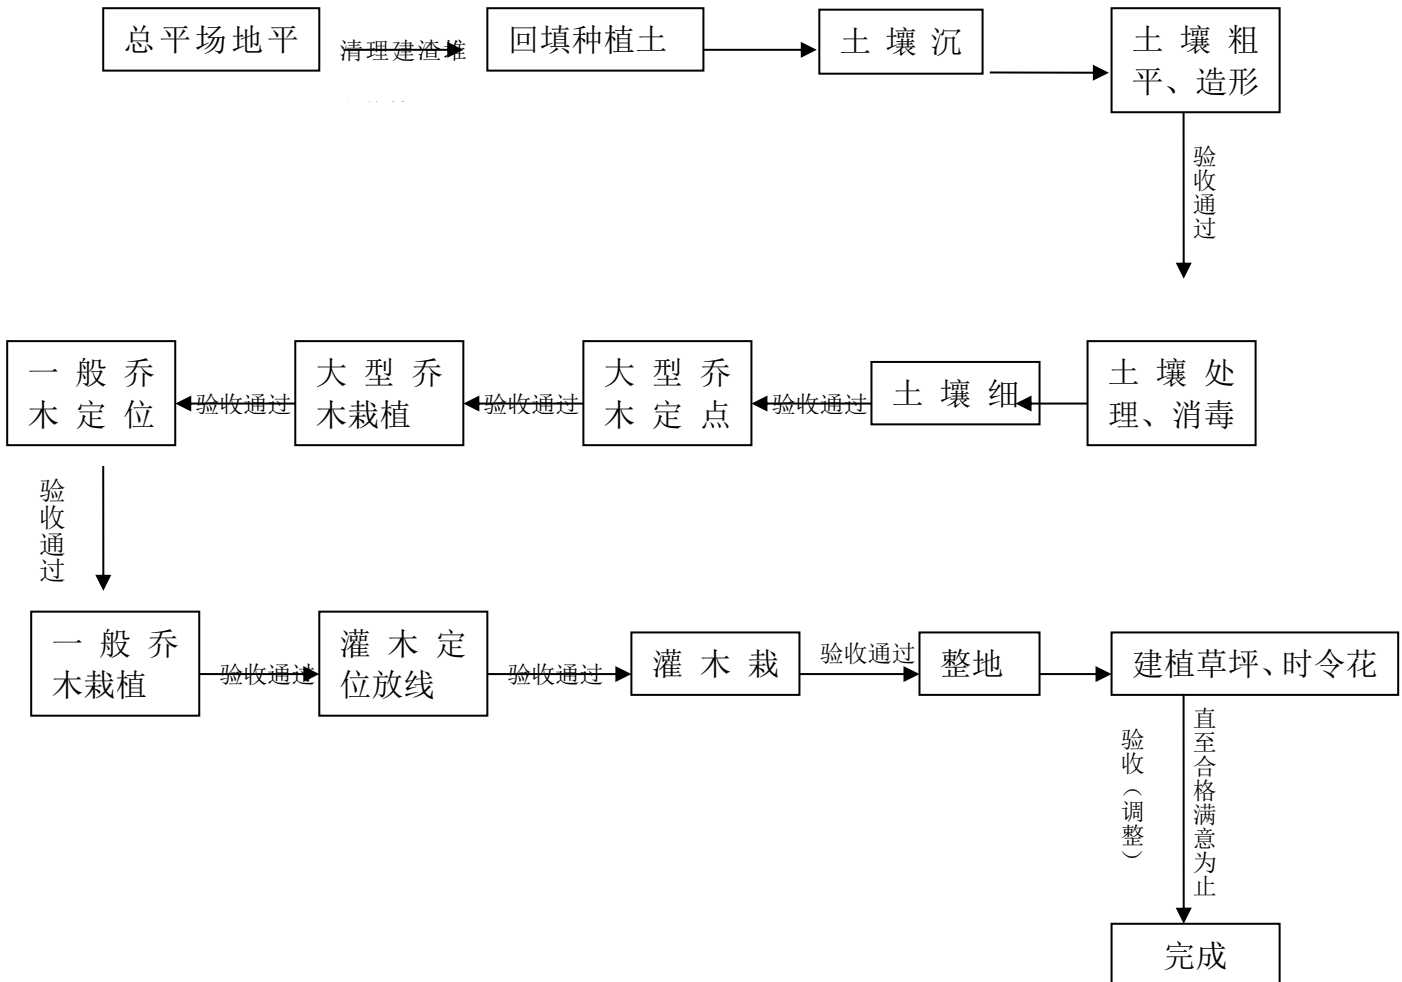 总平场地平
清理建渣堆
回填种植土
土壤沉
土壤粗
平、造形
验收通过
一般乔
木定位
验收通过
大型乔
木栽植
验收通过
大型乔
木定点
验收通过
土壤细
土壤处
理、消毒
验收通过
一般乔
木栽植
验收通过
灌木定
位放线
验收通过
灌木栽
验收通过
整地
建植草坪、时令花
验收（调整）
直至合格满意为止
完成